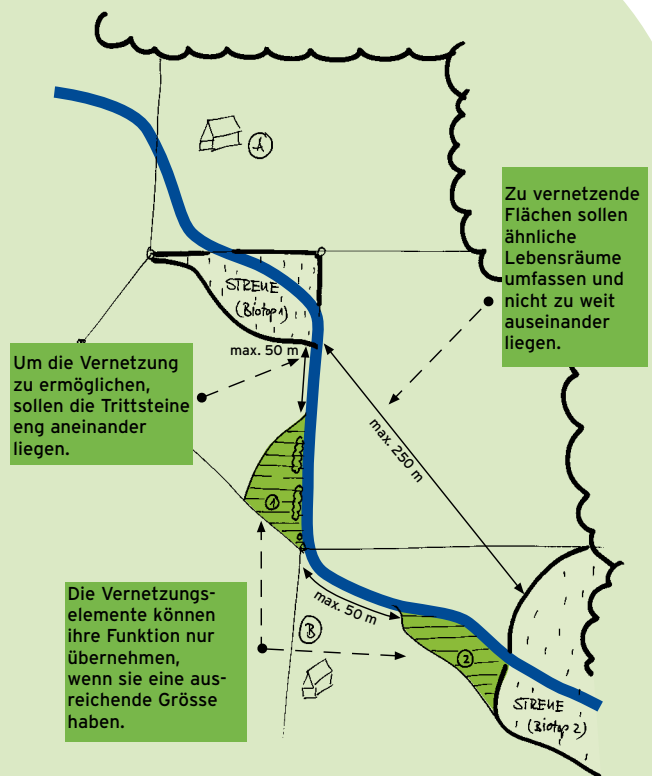 A
Zu vernetzende
Flächen sollen
ähnliche
Lebensräume
umfassen und
nicht zu weit
auseinander
liegen.
STREUE
(Biotop 1)
max. 50 m
Um die Vernetzung
zu ermöglichen,
sollen die Trittsteine
eng aneinander
liegen.
max. 250 m
1
Die Vernetzungs-
elemente können
ihre Funktion nur
übernehmen,
wenn sie eine aus-
reichende Grösse
haben.
max. 50 m
B
2
STREUE
(Biotop 2)